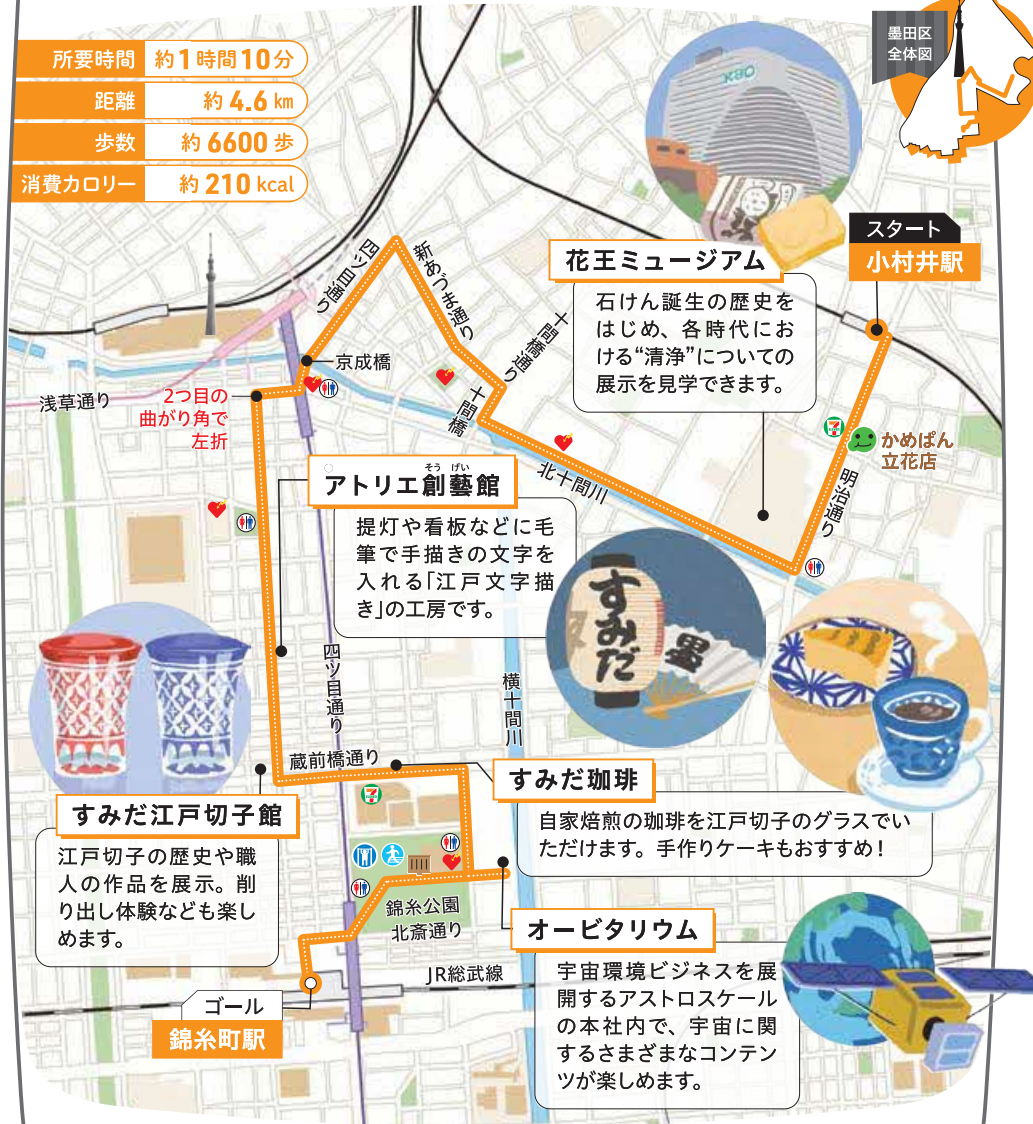 所要時間 約1時間10分
距離 約4.6km
歩数 約6600歩
消費カロリー 約210kcal
墨田区
全体図
Kao
スタート
小村井駅
花王ミュージアム
石けん誕生の歴史を
はじめ、各時代にお
ける“清浄”についての
展示を見学できます。
四ツ目通り
新あづま通り
十間橋通り
十間橋
京成橋
浅草通り
2つ目の
曲がり角で
左折
北十間川
かめぱん
立花店
明治通り
そう げい
アトリエ創藝館
提灯や看板などに毛
筆で手描きの文字を
入れる「江戸文字描
き」の工房です。
すみだ
墨
四ツ目通り
横十間川
蔵前橋通り
すみだ珈琲
自家焙煎の珈琲を江戸切子のグラスでい
ただけます。手作りケーキもおすすめ！
すみだ江戸切子館
江戸切子の歴史や職
人の作品を展示。削
り出し体験なども楽し
めます。
錦糸公園
北斎通り
オービタリウム
宇宙環境ビジネスを展
開するアストロスケール
の本社内で、宇宙に関
するさまざまなコンテン
ツが楽しめます。
JR総武線
ゴール
錦糸町駅